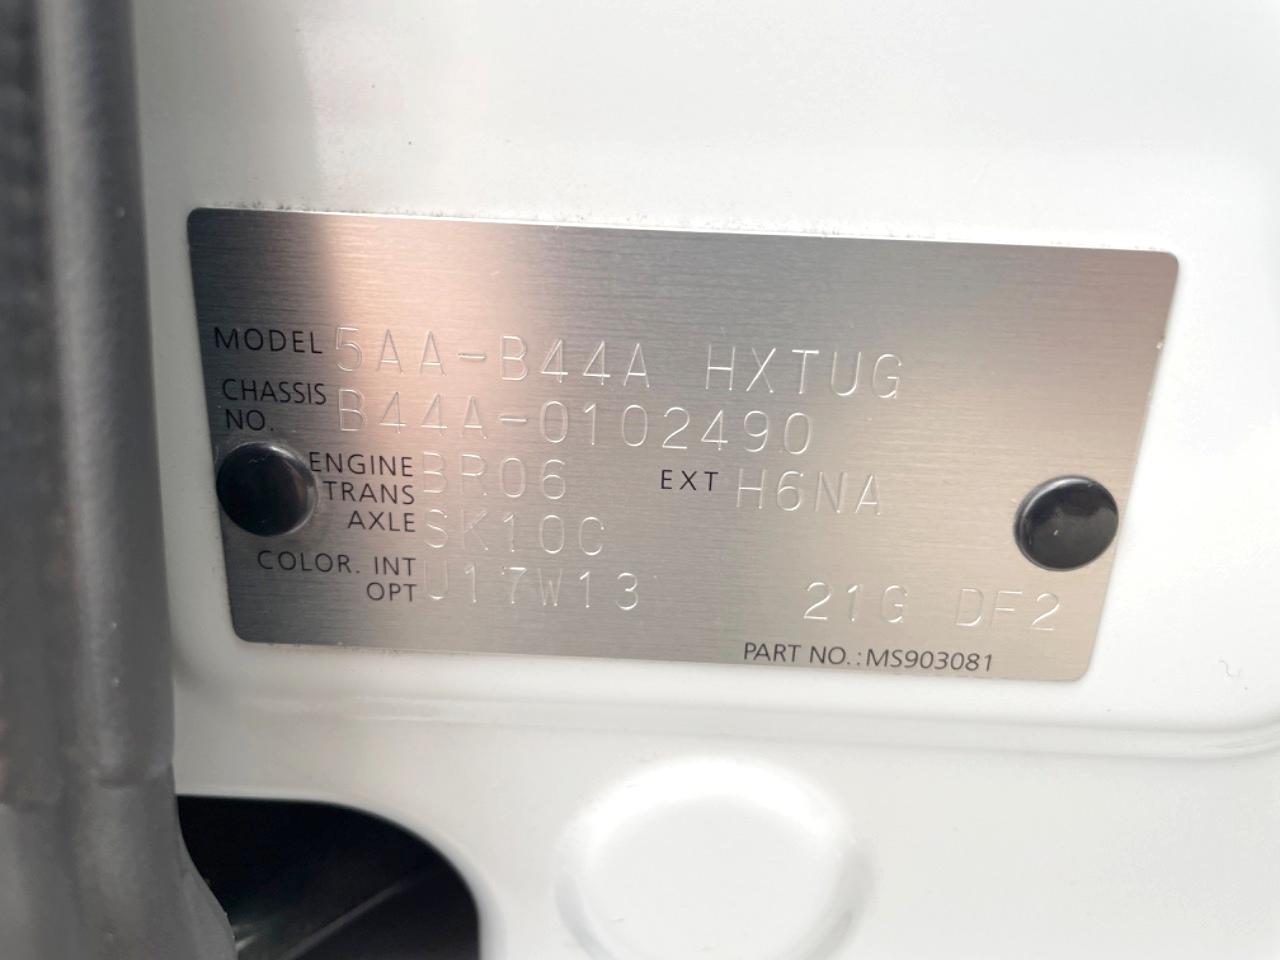 MODEL 5AA-B44A HXTUG
CHASSIS NO. B44A-0102490
ENGINE BR06 EXT H6NA
TRANS AXLE SK10C
COLOR. INT
OPT U17W13 21G DF2
PART NO.:MS903081